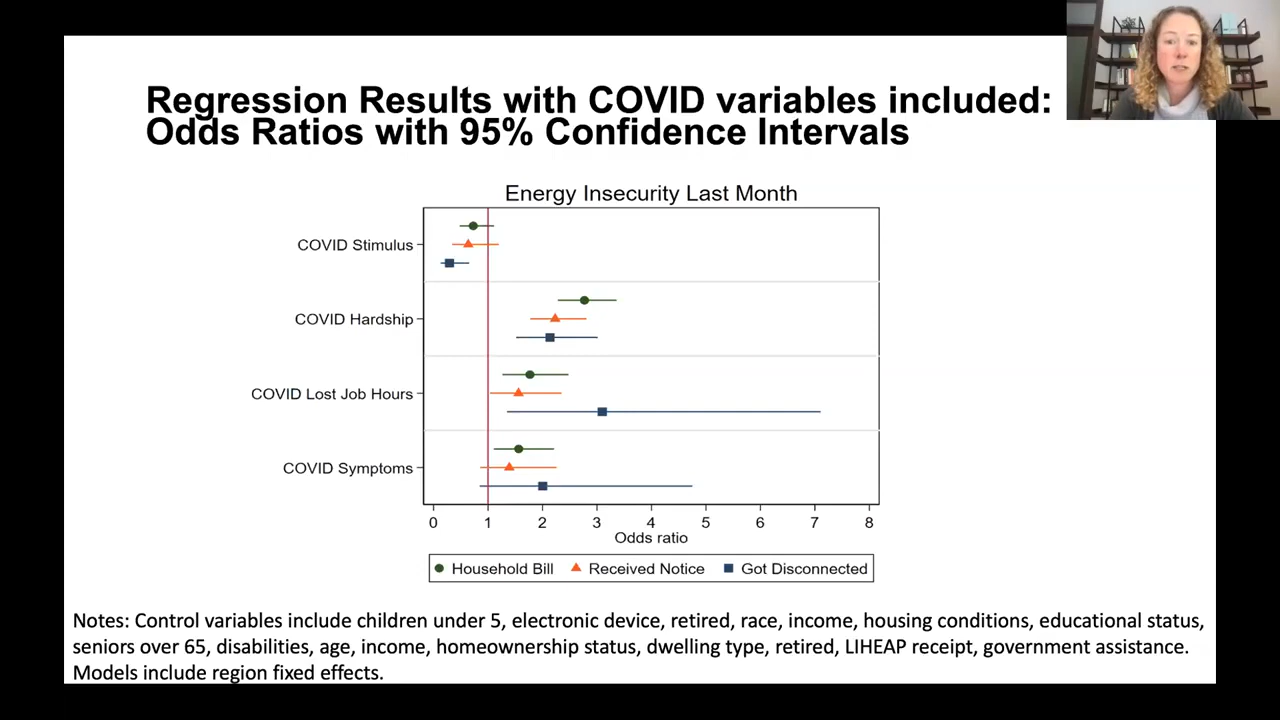 Regression Results with COVID variables included:
Odds Ratios with 95% Confidence Intervals
Energy Insecurity Last Month
COVID Stimulus
COVID Hardship
COVID Lost Job Hours
COVID Symptoms
0 1 2 3 4 5 6 7 8
Odds ratio
Household Bill Received Notice Got Disconnected
Notes: Control variables include children under 5, electronic device, retired, race, income, housing conditions, educational status,
seniors over 65, disabilities, age, income, homeownership status, dwelling type, retired, LIHEAP receipt, government assistance.
Models include region fixed effects.